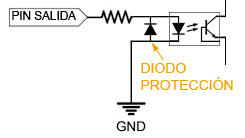 PIN SALIDA
DIODO
PROTECCIÓN
GND